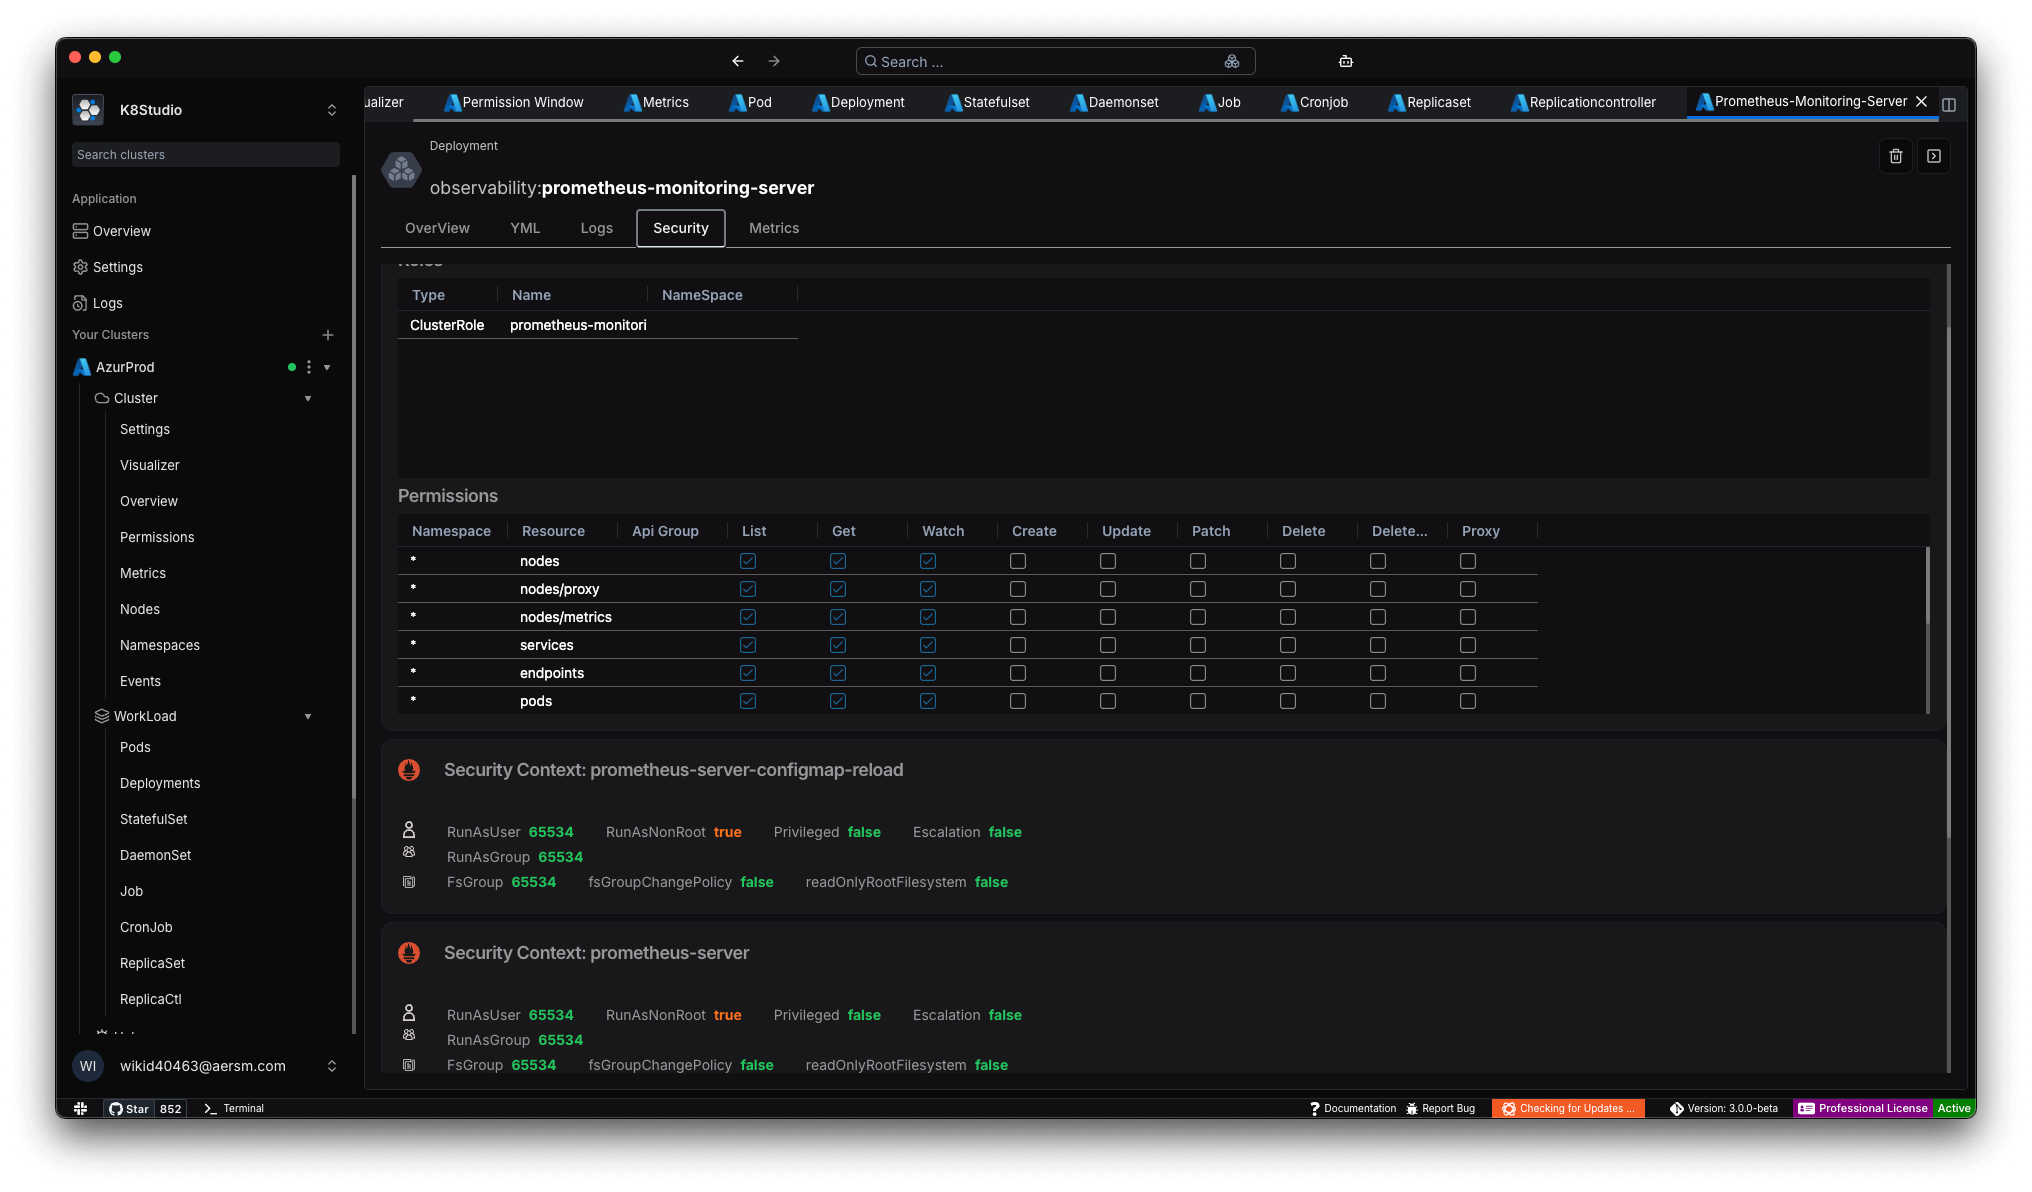 Search ...
K8Studio
Search clusters
Application
Overview
Settings
Logs
Your Clusters
AzurProd
Cluster
Settings
Visualizer
Overview
Permissions
Metrics
Nodes
Namespaces
Events
WorkLoad
Pods
Deployments
StatefulSet
DaemonSet
Job
CronJob
ReplicaSet
ReplicaCtl
WI wikid40463@aersm.com
ualizer Permission Window Metrics Pod Deployment Statefulset Daemonset Job Cronjob Replicaset Replicationcontroller Prometheus-Monitoring-Server
Deployment
observability:prometheus-monitoring-server
OverView YML Logs Security Metrics
Type Name NameSpace
ClusterRole prometheus-monitori
Permissions
Namespace Resource Api Group List Get Watch Create Update Patch Delete Delete... Proxy
* nodes
* nodes/proxy
* nodes/metrics
* services
* endpoints
* pods
Security Context: prometheus-server-configmap-reload
RunAsUser 65534 RunAsNonRoot true Privileged false Escalation false
RunAsGroup 65534
FsGroup 65534 fsGroupChangePolicy false readOnlyRootFilesystem false
Security Context: prometheus-server
RunAsUser 65534 RunAsNonRoot true Privileged false Escalation false
RunAsGroup 65534
FsGroup 65534 fsGroupChangePolicy false readOnlyRootFilesystem false
Star 852 Terminal Documentation Report Bug Checking for Updates ... Version: 3.0.0-beta Professional License Active